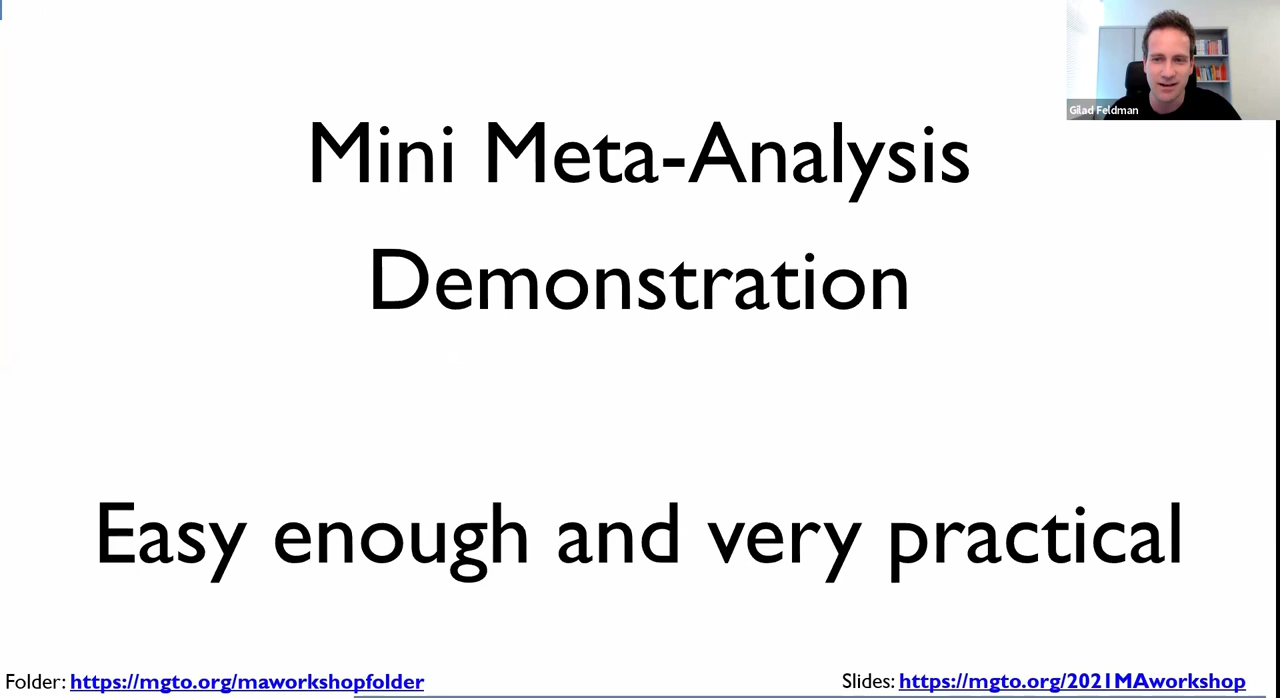 Gilad Feldman
Mini Meta-Analysis
Demonstration
Easy enough and very practical
Folder: https://mgto.org/maworkshopfolder
Slides: https://mgto.org/2021MAworkshop